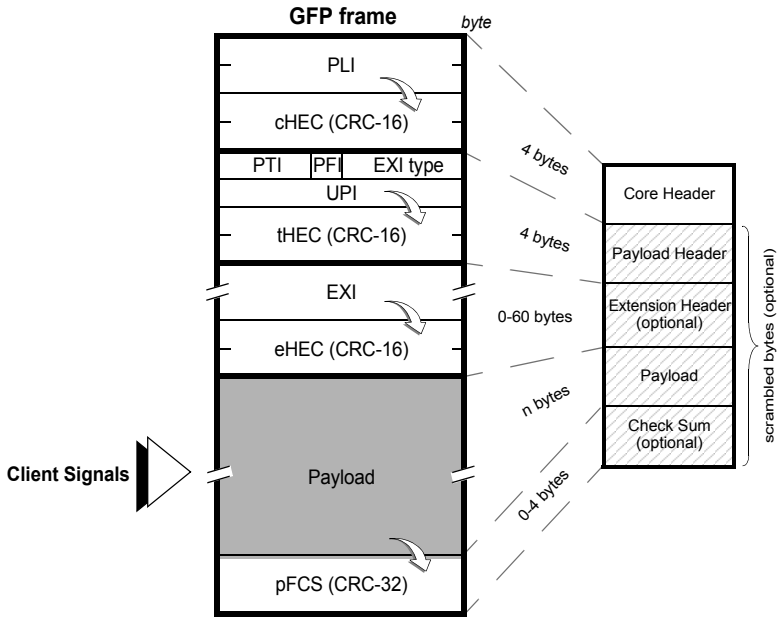 GFP frame
byte
PLI
cHEC (CRC-16)
PTI PFI EXI type
UPI
tHEC (CRC-16)
EXI
eHEC (CRC-16)
Client Signals
Payload
pFCS (CRC-32)
4 bytes
4 bytes
0-60 bytes
n bytes
0-4 bytes
Core Header
Payload Header
Extension Header
(optional)
Payload
Check Sum
(optional)
scrambled bytes (optional)